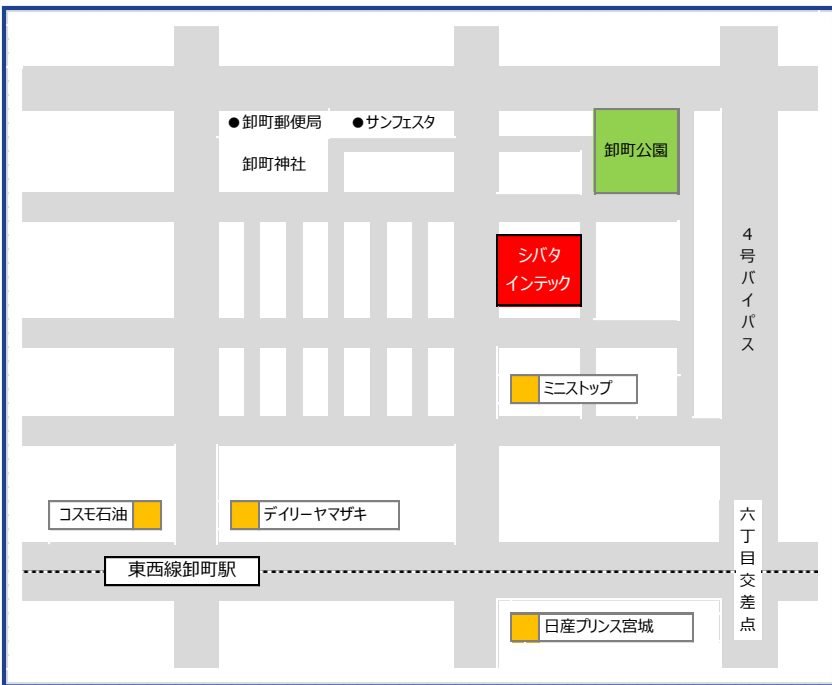 ●卸町郵便局
●サンフェスタ
卸町神社
卸町公園
シバタ
インテック
4号バイパス
ミニストップ
コスモ石油
デイリーヤマザキ
六丁目交差点
東西線卸町駅
日産プリンス宮城